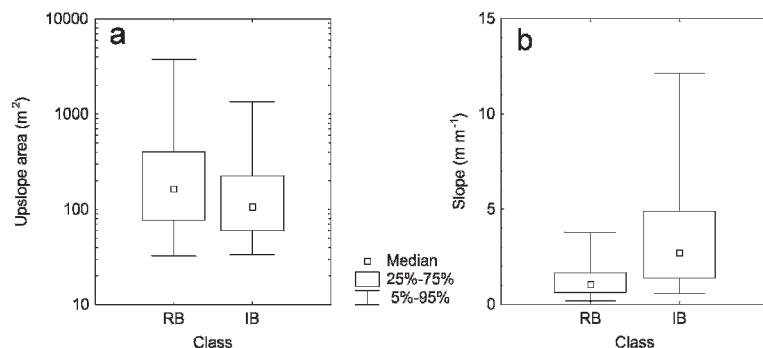 a
10000
1000
100
10
Upslope area (m²)
RB IB
Class
Median
25%-75%
5%-95%
b
15
10
5
0
Slope (m m⁻¹)
RB IB
Class